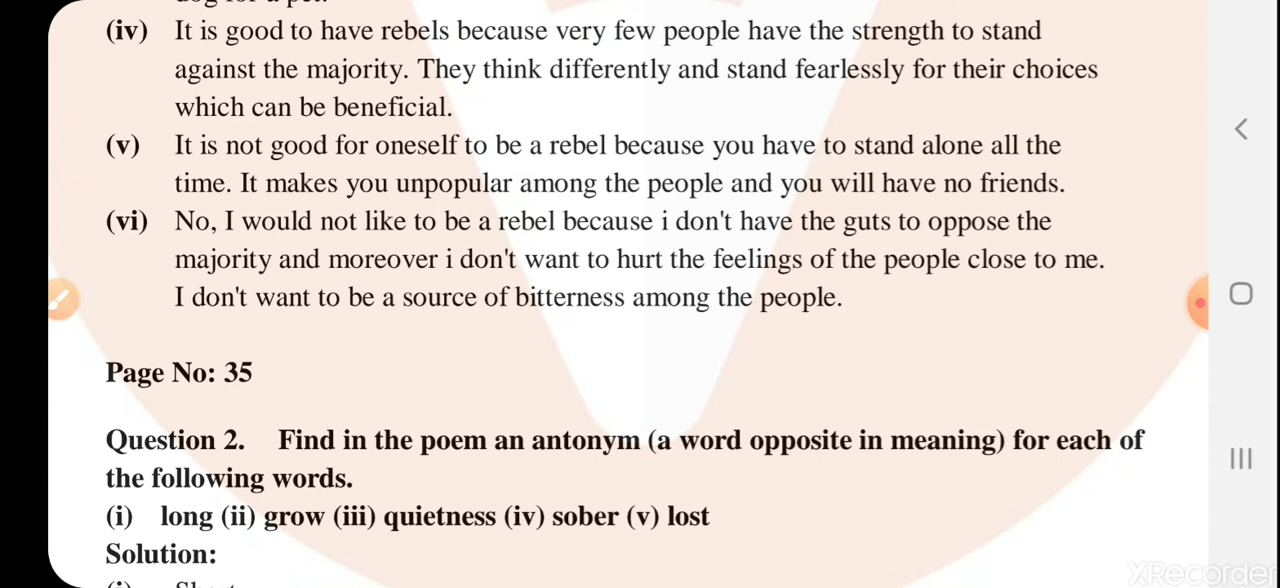 (iv) It is good to have rebels because very few people have the strength to stand
against the majority. They think differently and stand fearlessly for their choices
which can be beneficial.
(v) It is not good for oneself to be a rebel because you have to stand alone all the
time. It makes you unpopular among the people and you will have no friends.
(vi) No, I would not like to be a rebel because i don't have the guts to oppose the
majority and moreover i don't want to hurt the feelings of the people close to me.
I don't want to be a source of bitterness among the people.
Page No: 35
Question 2. Find in the poem an antonym (a word opposite in meaning) for each of
the following words.
(i) long (ii) grow (iii) quietness (iv) sober (v) lost
Solution:
XRecorder